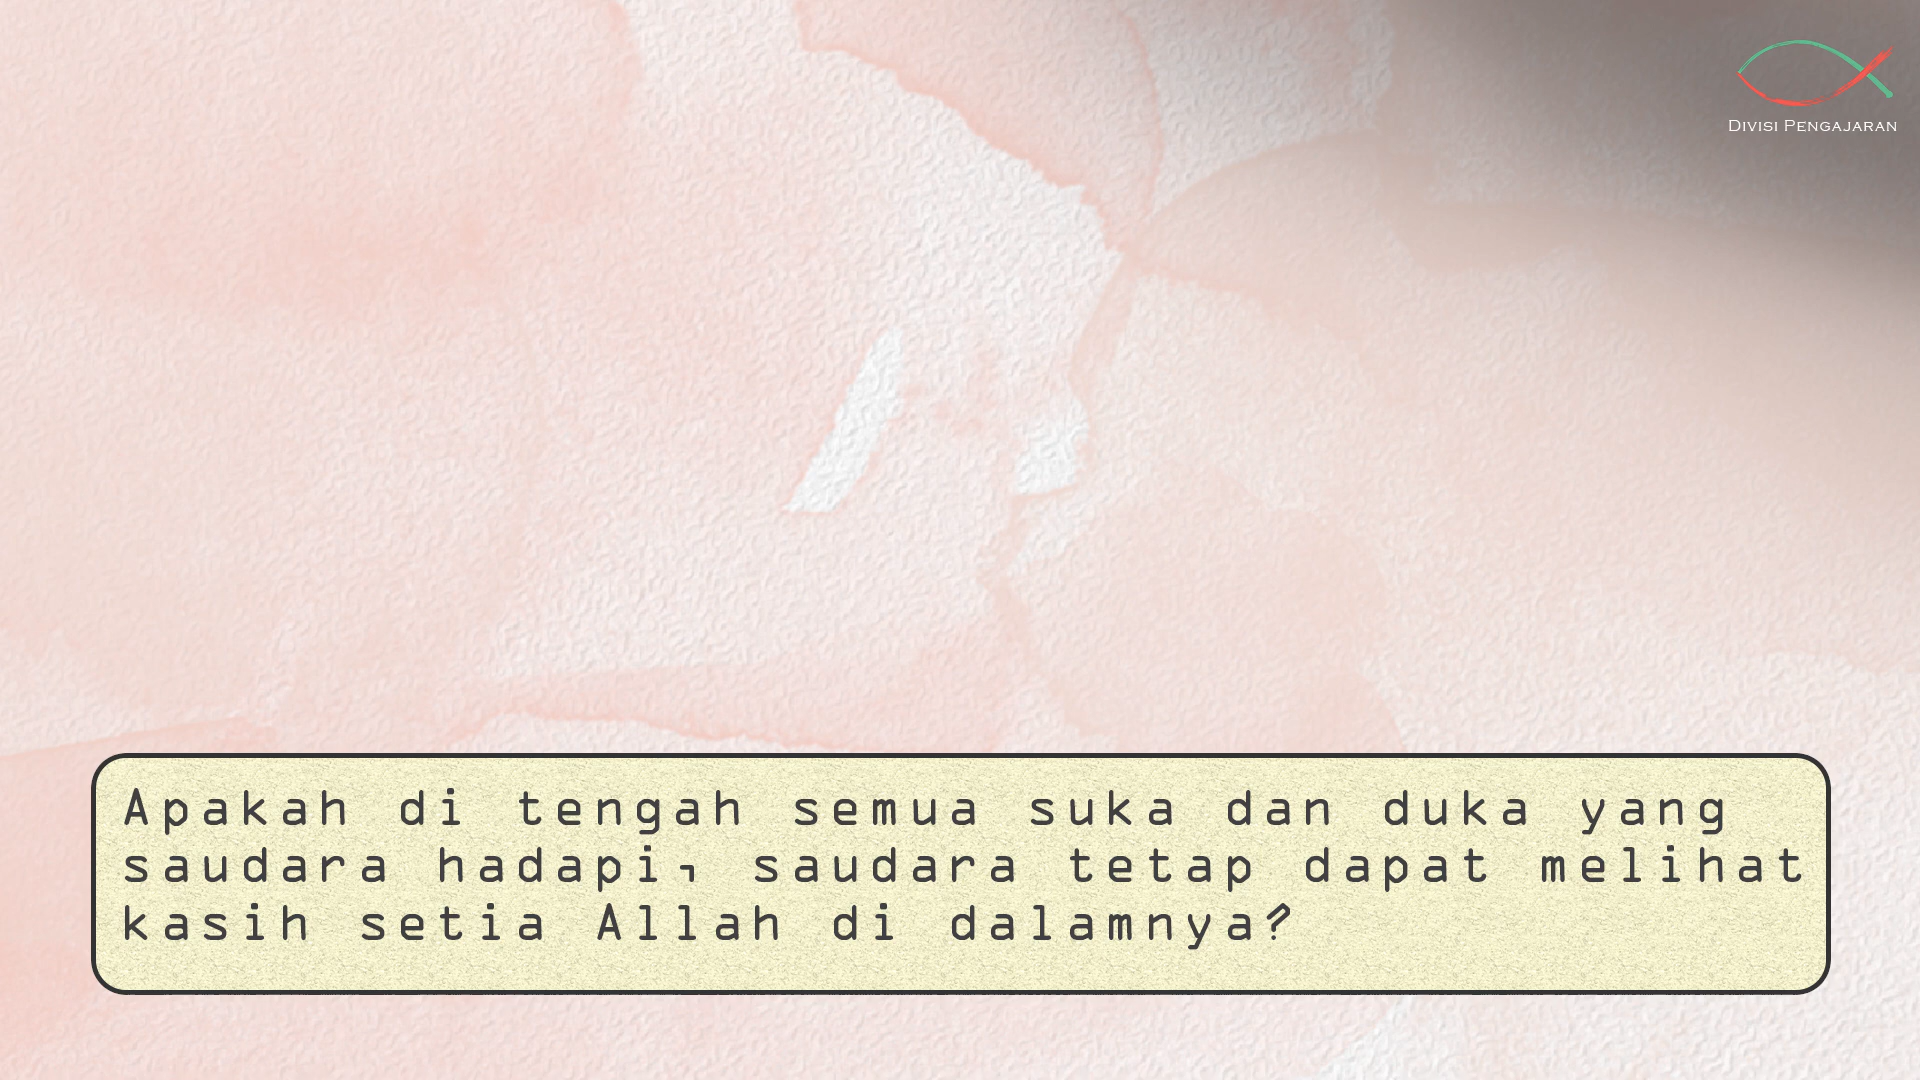 Divisi Pengajaran
Apakah di tengah semua suka dan duka yang
saudara hadapi, saudara tetap dapat melihat
kasih setia Allah di dalamnya?